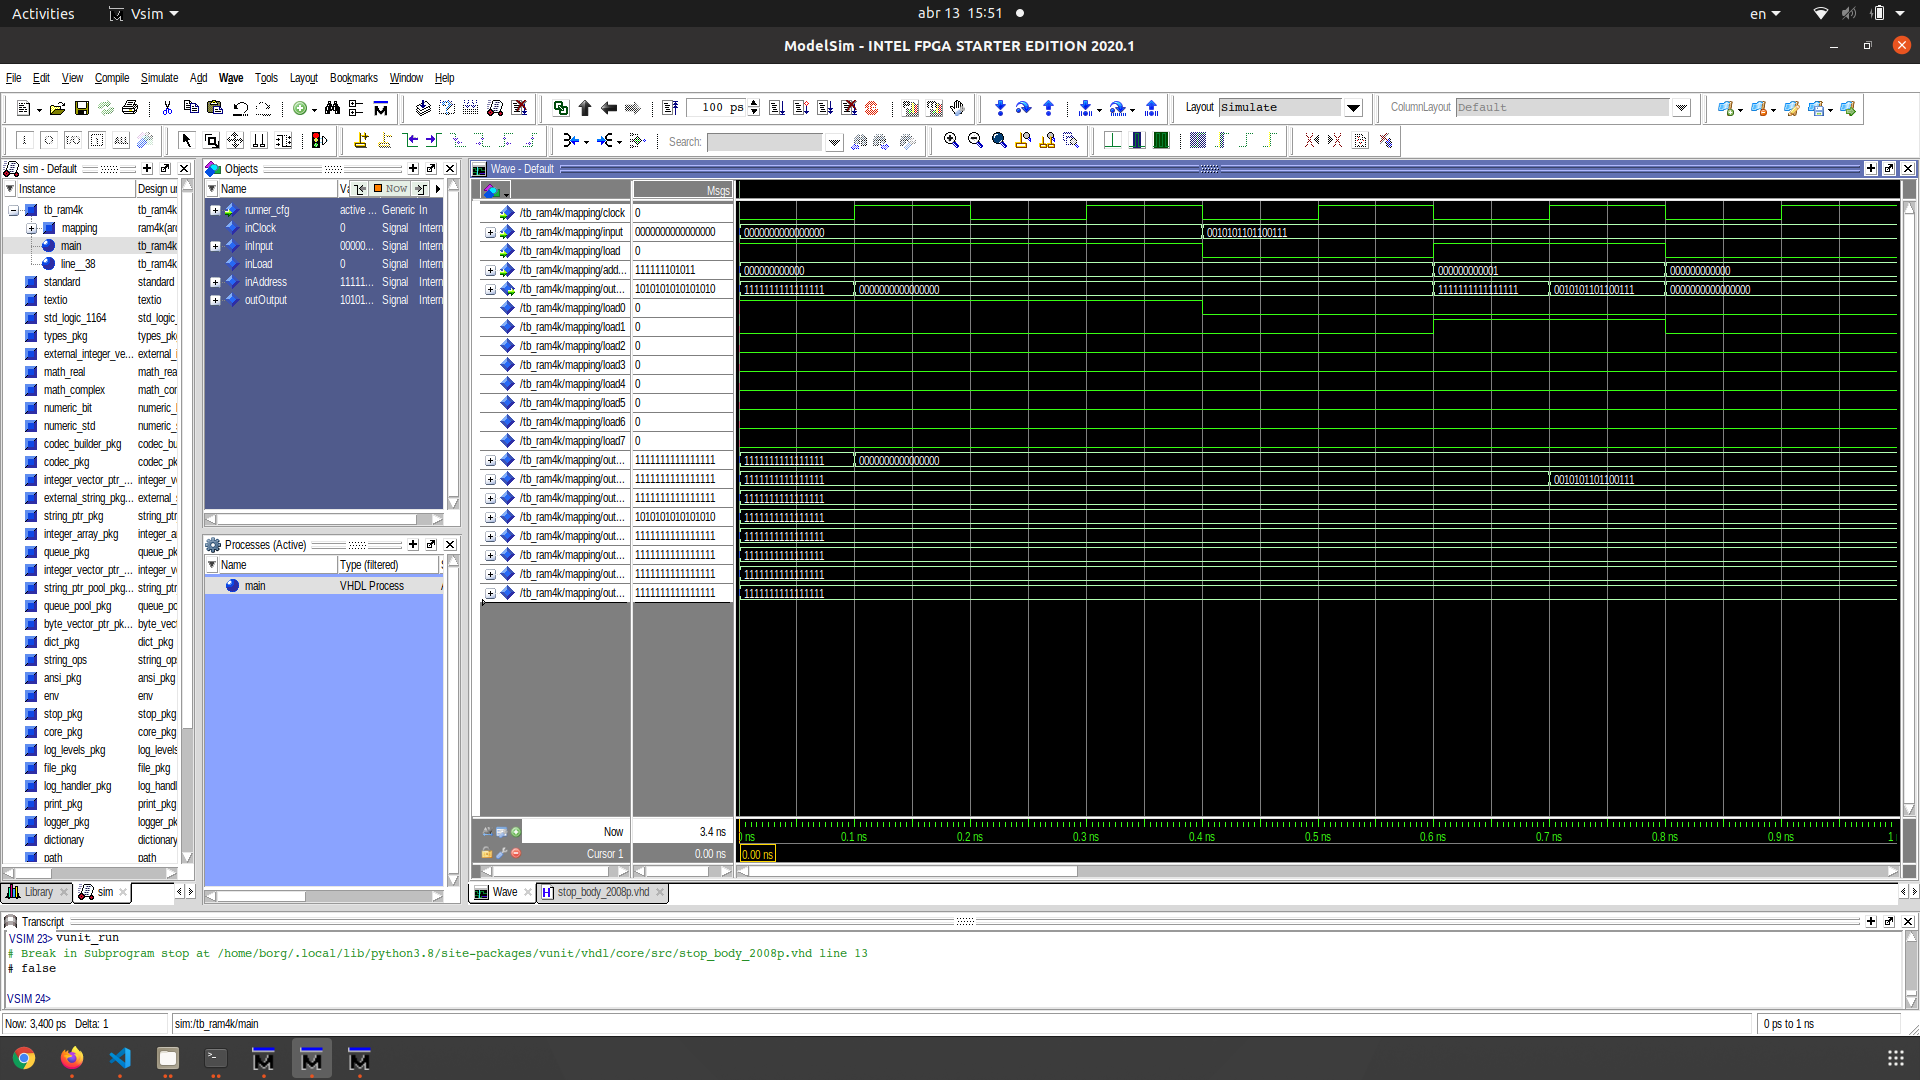 Activities
Vsim
abr 13 15:51
en
ModelSim - INTEL FPGA STARTER EDITION 2020.1
File Edit View Compile Simulate Add Wave Tools Layout Bookmarks Window Help
100 ps
Layout Simulate
ColumnLayout Default
Search:
sim - Default
Instance Design un
tb_ram4k tb_ram4k
mapping ram4k(arc
main tb_ram4k
line__38 tb_ram4k
standard standard
textio textio
std_logic_1164 std_logic_
types_pkg types_pkg
external_integer_ve... external_i
math_real math_rea
math_complex math_cor
numeric_bit numeric_l
numeric_std numeric_:
codec_builder_pkg codec_bu
codec_pkg codec_pk
integer_vector_ptr_... integer_ve
external_string_pkg... external_:
string_ptr_pkg string_ptr
integer_array_pkg integer_a
queue_pkg queue_pk
integer_vector_ptr_... integer_ve
string_ptr_pool_pkg string_ptr
queue_pool_pkg queue_po
byte_vector_ptr_pk... byte_vect
dict_pkg dict_pkg
string_ops string_op:
ansi_pkg ansi_pkg
env env
stop_pkg stop_pkg
core_pkg core_pkg
log_levels_pkg log_levels
file_pkg file_pkg
log_handler_pkg log_handl
print_pkg print_pkg
logger_pkg logger_pk
dictionary dictionary
path path
Library sim
Objects
Name Va Now
runner_cfg active ... Generic In
inClock 0 Signal Intern
inInput 00000... Signal Intern
inLoad 0 Signal Intern
inAddress 11111... Signal Intern
outOutput 10101... Signal Intern
Processes (Active)
Name Type (filtered)
main VHDL Process
Wave - Default
Msgs
/tb_ram4k/mapping/clock 0
/tb_ram4k/mapping/input 0000000000000000 0000000000000000 0010101101100111
/tb_ram4k/mapping/load 0
/tb_ram4k/mapping/add... 111111101011 000000000000 000000000001 000000000000
/tb_ram4k/mapping/out... 1010101010101010 1111111111111111 0000000000000000 1111111111111111 0010101101100111 0000000000000000
/tb_ram4k/mapping/load0 0
/tb_ram4k/mapping/load1 0
/tb_ram4k/mapping/load2 0
/tb_ram4k/mapping/load3 0
/tb_ram4k/mapping/load4 0
/tb_ram4k/mapping/load5 0
/tb_ram4k/mapping/load6 0
/tb_ram4k/mapping/load7 0
/tb_ram4k/mapping/out... 1111111111111111 1111111111111111 0000000000000000
/tb_ram4k/mapping/out... 1111111111111111 1111111111111111 0010101101100111
/tb_ram4k/mapping/out... 1111111111111111 1111111111111111
/tb_ram4k/mapping/out... 1010101010101010 1111111111111111
/tb_ram4k/mapping/out... 1111111111111111 1111111111111111
/tb_ram4k/mapping/out... 1111111111111111 1111111111111111
/tb_ram4k/mapping/out... 1111111111111111 1111111111111111
/tb_ram4k/mapping/out... 1111111111111111 1111111111111111
Now 3.4 ns ns 0.1 ns 0.2 ns 0.3 ns 0.4 ns 0.5 ns 0.6 ns 0.7 ns 0.8 ns 0.9 ns 1
Cursor 1 0.00 ns 0.00 ns
Wave stop_body_2008p.vhd
Transcript
VSIM 23> vunit_run
# Break in Subprogram stop at /home/borg/.local/lib/python3.8/site-packages/vunit/vhdl/core/src/stop_body_2008p.vhd line 13
# false
VSIM 24>
Now: 3,400 ps Delta: 1 sim:/tb_ram4k/main 0 ps to 1 ns